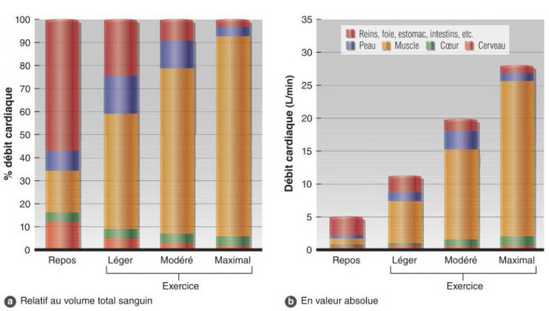 % débit cardiaque
100
90
80
70
60
50
40
30
20
10
0
Repos Léger Modéré Maximal
Exercice
a Relatif au volume total sanguin
Débit cardiaque (L/min)
35
30
25
20
15
10
5
0
Reins, foie, estomac, intestins, etc.
Peau Muscle Cœur Cerveau
Repos Léger Modéré Maximal
Exercice
b En valeur absolue